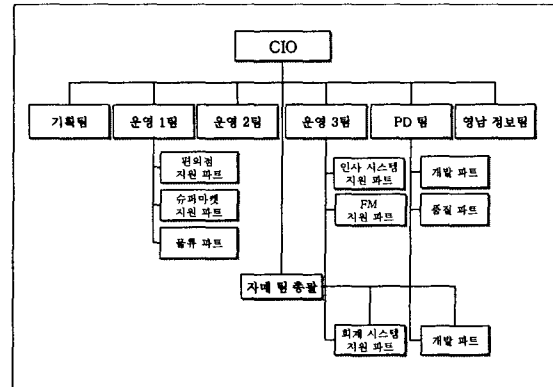 CIO
기획팀
운영 1팀
운영 2팀
운영 3팀
PD 팀
영남 정보팀
편의점
지원 파트
슈퍼마켓
지원 파트
물류 파트
인사 시스템
지원 파트
FM
지원 파트
개발 파트
품질 파트
자매 팀 총괄
회계 시스템
지원 파트
개발 파트